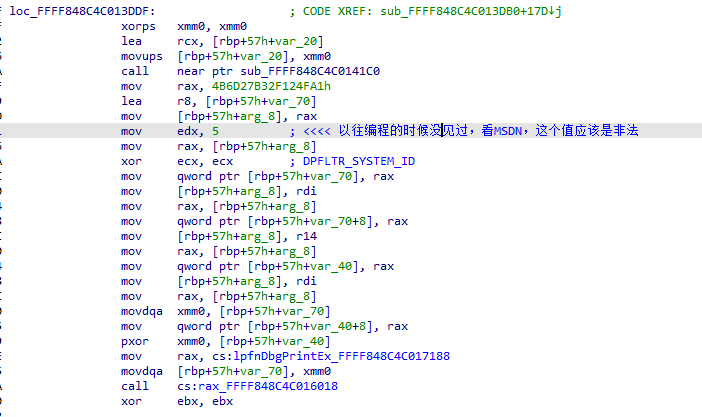 loc_FFFF848C4C013DDF: ; CODE XREF: sub_FFFF848C4C013DB0+17D↓j
xorps xmm0, xmm0
lea rcx, [rbp+57h+var_20]
movups [rbp+57h+var_20], xmm0
call near ptr sub_FFFF848C4C0141C0
mov rax, 4B6D27B32F124FA1h
lea r8, [rbp+57h+var_70]
mov [rbp+57h+arg_8], rax
mov edx, 5 ; <<<< 以往编程的时候没见过，看MSDN，这个值应该是非法
mov rax, [rbp+57h+arg_8]
xor ecx, ecx ; DPFLTR_SYSTEM_ID
mov qword ptr [rbp+57h+var_70], rax
mov [rbp+57h+arg_8], rdi
mov rax, [rbp+57h+arg_8]
mov qword ptr [rbp+57h+var_70+8], rax
mov [rbp+57h+arg_8], r14
mov rax, [rbp+57h+arg_8]
mov qword ptr [rbp+57h+var_40], rax
mov [rbp+57h+arg_8], rdi
mov rax, [rbp+57h+arg_8]
movdqa xmm0, [rbp+57h+var_70]
mov qword ptr [rbp+57h+var_40+8], rax
pxor xmm0, [rbp+57h+var_40]
mov rax, cs:lpfnDbgPrintEx_FFFF848C4C017188
movdqa [rbp+57h+var_70], xmm0
call cs:rax_FFFF848C4C016018
xor ebx, ebx